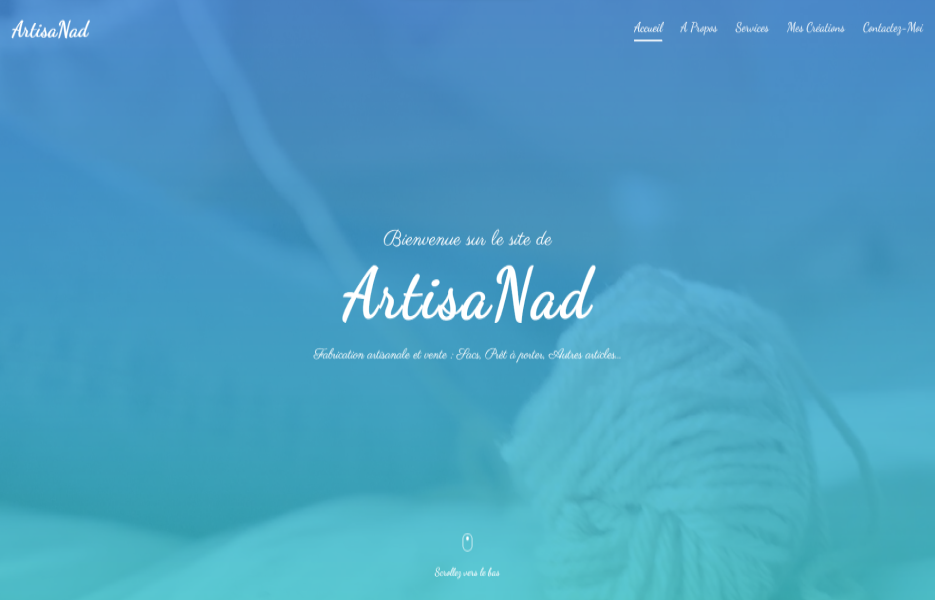 ArtisaNad
Accueil A Propos Services Mes Créations Contactez-Moi
Bienvenue sur le site de
ArtisaNad
Fabrication artisanale et vente : Sacs, Prêt à porter, Autres articles...
Scrollez vers le bas